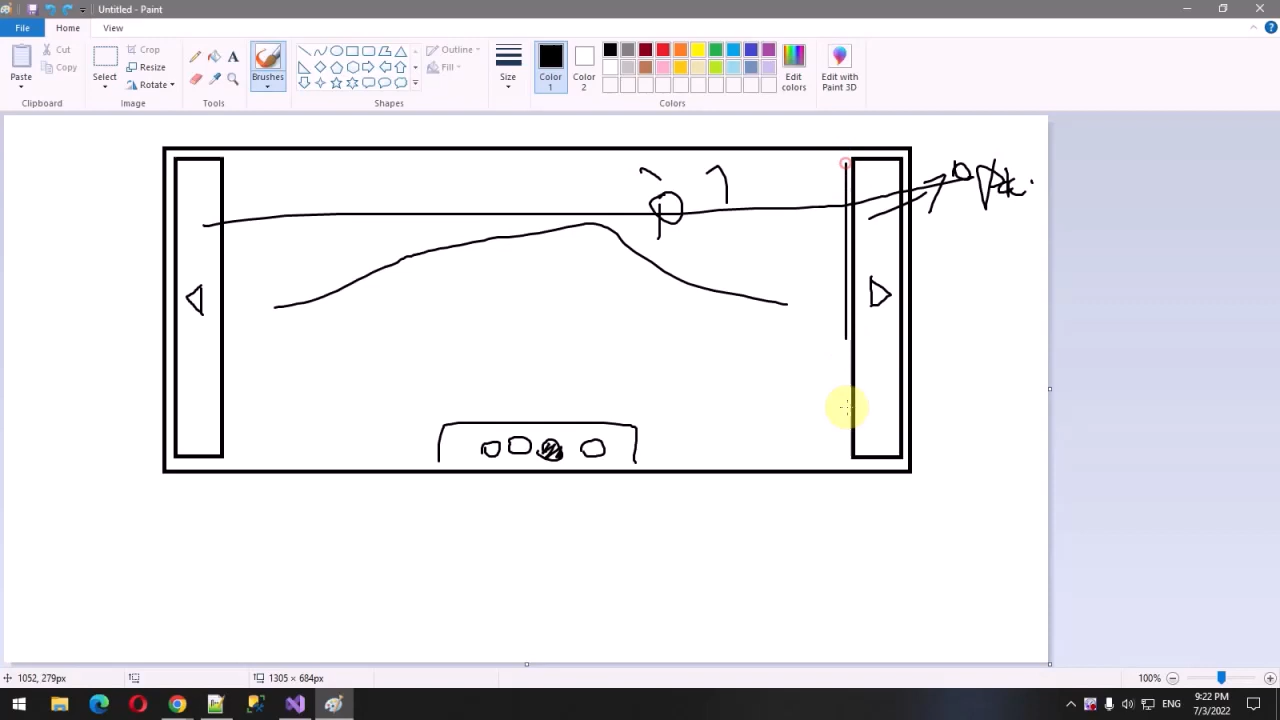 Untitled - Paint
File Home View
Paste
Cut
Copy
Clipboard
Select
Crop
Resize
Rotate
Image
A
Tools
Brushes
Outline
Fill
Shapes
Size
Color 1
Color 2
Edit colors
Edit with Paint 3D
Colors
1052, 279px
1305 × 684px
100%
ENG
9:22 PM
7/3/2022